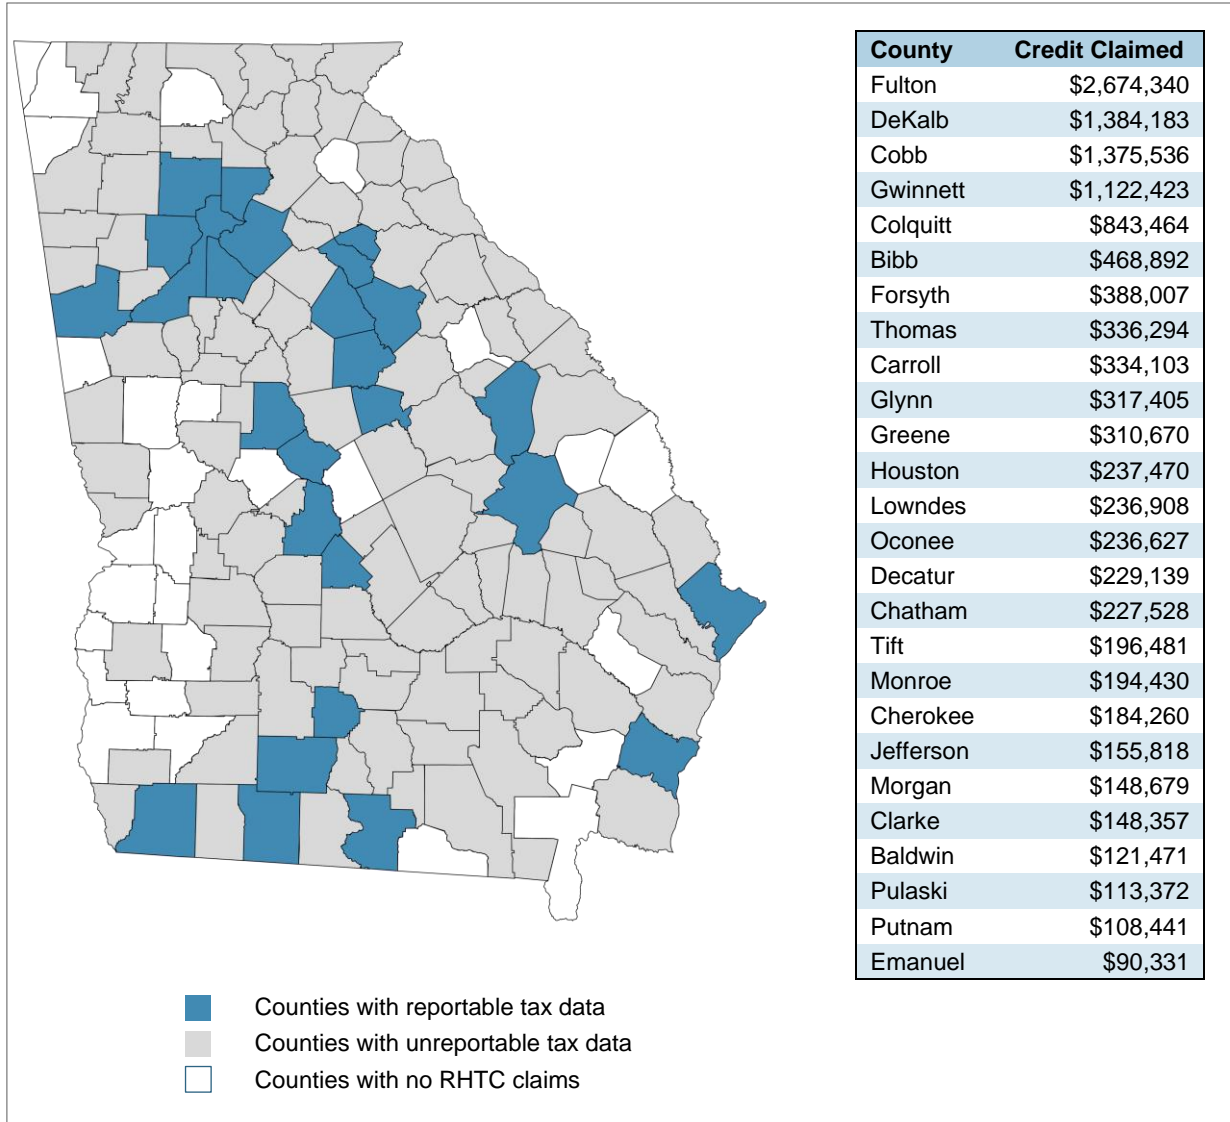 County Credit Claimed
Fulton $2,674,340
DeKalb $1,384,183
Cobb $1,375,536
Gwinnett $1,122,423
Colquitt $843,464
Bibb $468,892
Forsyth $388,007
Thomas $336,294
Carroll $334,103
Glynn $317,405
Greene $310,670
Houston $237,470
Lowndes $236,908
Oconee $236,627
Decatur $229,139
Chatham $227,528
Tift $196,481
Monroe $194,430
Cherokee $184,260
Jefferson $155,818
Morgan $148,679
Clarke $148,357
Baldwin $121,471
Pulaski $113,372
Putnam $108,441
Emanuel $90,331
Counties with reportable tax data
Counties with unreportable tax data
Counties with no RHTC claims